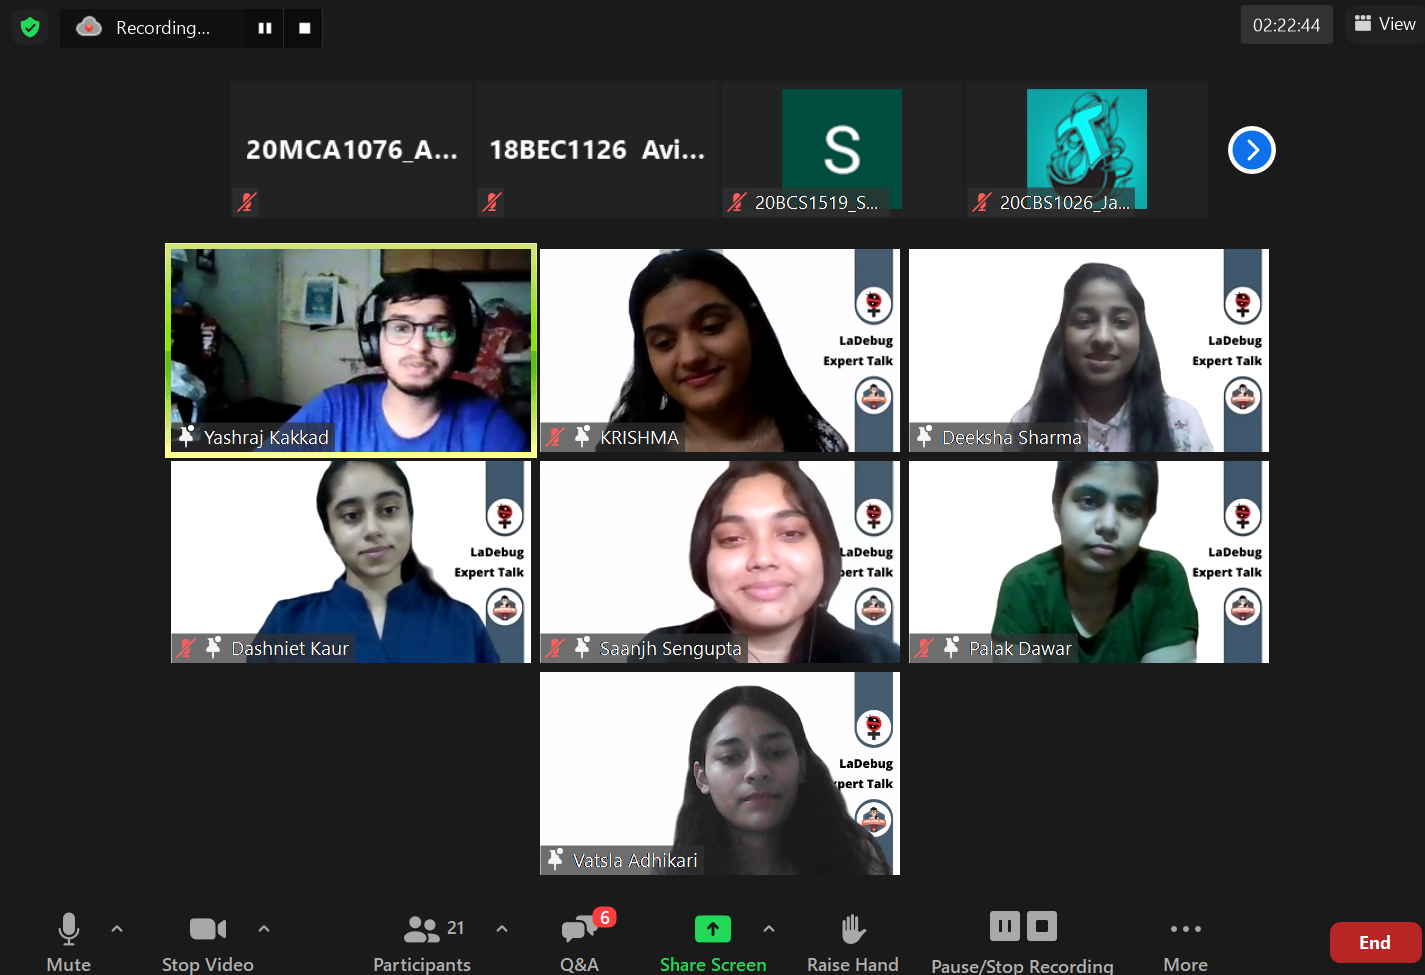 Recording...
02:22:44
View
20MCA1076_A...
18BEC1126 Avi...
S
20BCS1519_S...
T
20CBS1026_Ja...
Yashraj Kakkad
LaDebug
Expert Talk
KRISHMA
LaDebug
Expert Talk
Deeksha Sharma
LaDebug
Expert Talk
Dashniet Kaur
LaDebug
pert Talk
Saanjh Sengupta
LaDebug
Expert Talk
Palak Dawar
LaDebug
pert Talk
Vatsla Adhikari
Mute
Stop Video
21
Participants
6
Q&A
Share Screen
Raise Hand
Pause/Stop Recording
More
End